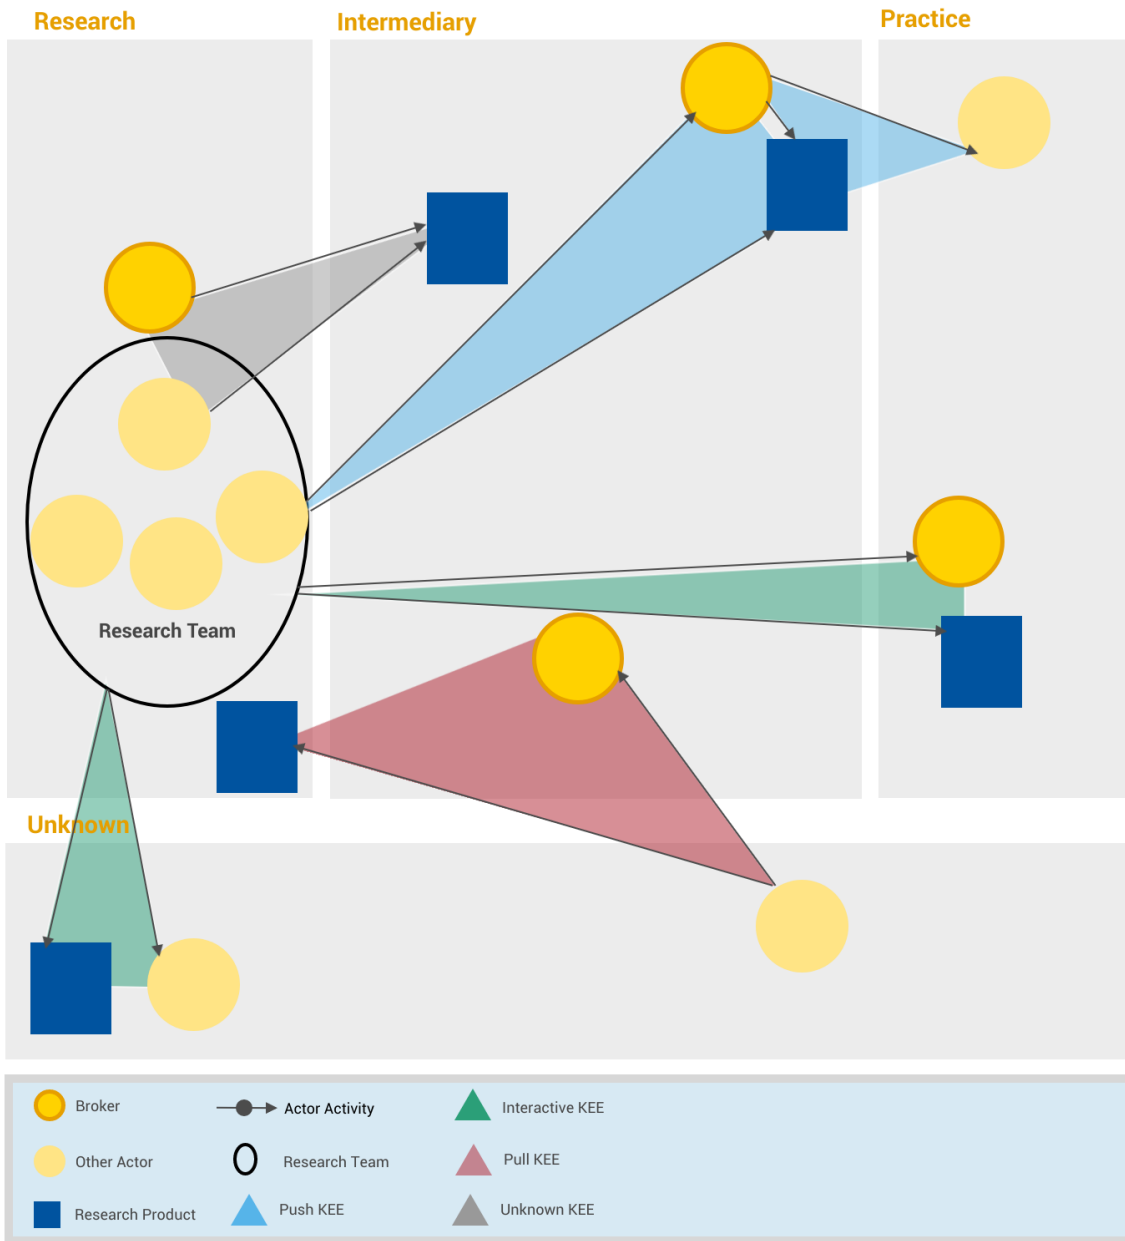 Research
Intermediary
Practice
Research Team
Unknown
Broker
Actor Activity
Interactive KEE
Other Actor
Research Team
Pull KEE
Research Product
Push KEE
Unknown KEE